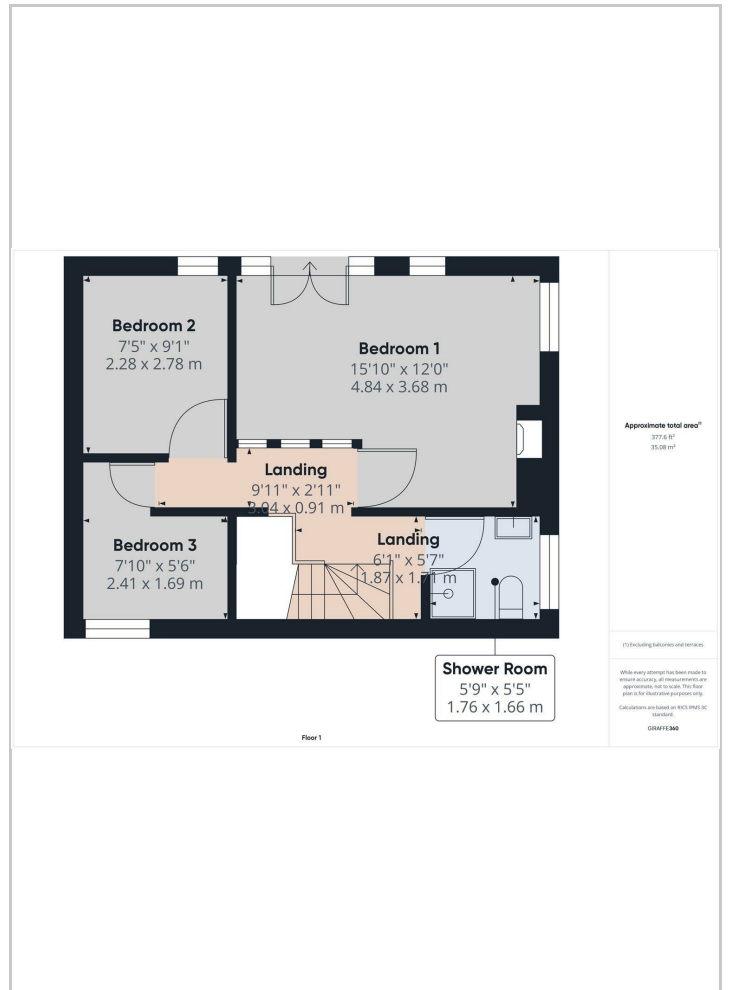 Bedroom 2
7'5" x 9'1"
2.28 x 2.78 m
Bedroom 1
15'10" x 12'0"
4.84 x 3.68 m
Landing
9'11" x 2'11"
3.04 x 0.91 m
Bedroom 3
7'10" x 5'6"
2.41 x 1.69 m
Landing
6'1" x 5'7"
1.87 x 1.71 m
Shower Room
5'9" x 5'5"
1.76 x 1.66 m
Floor 1
Approximate total area⁽¹⁾
377.6 ft²
35.08 m²
(1) Excluding balconies and terraces
While every attempt has been made to
ensure accuracy, all measurements are
approximate, not to scale. This floor
plan is for illustrative purposes only.
Calculations are based on RICS IPMS 3C
standard.
GIRAFFE360